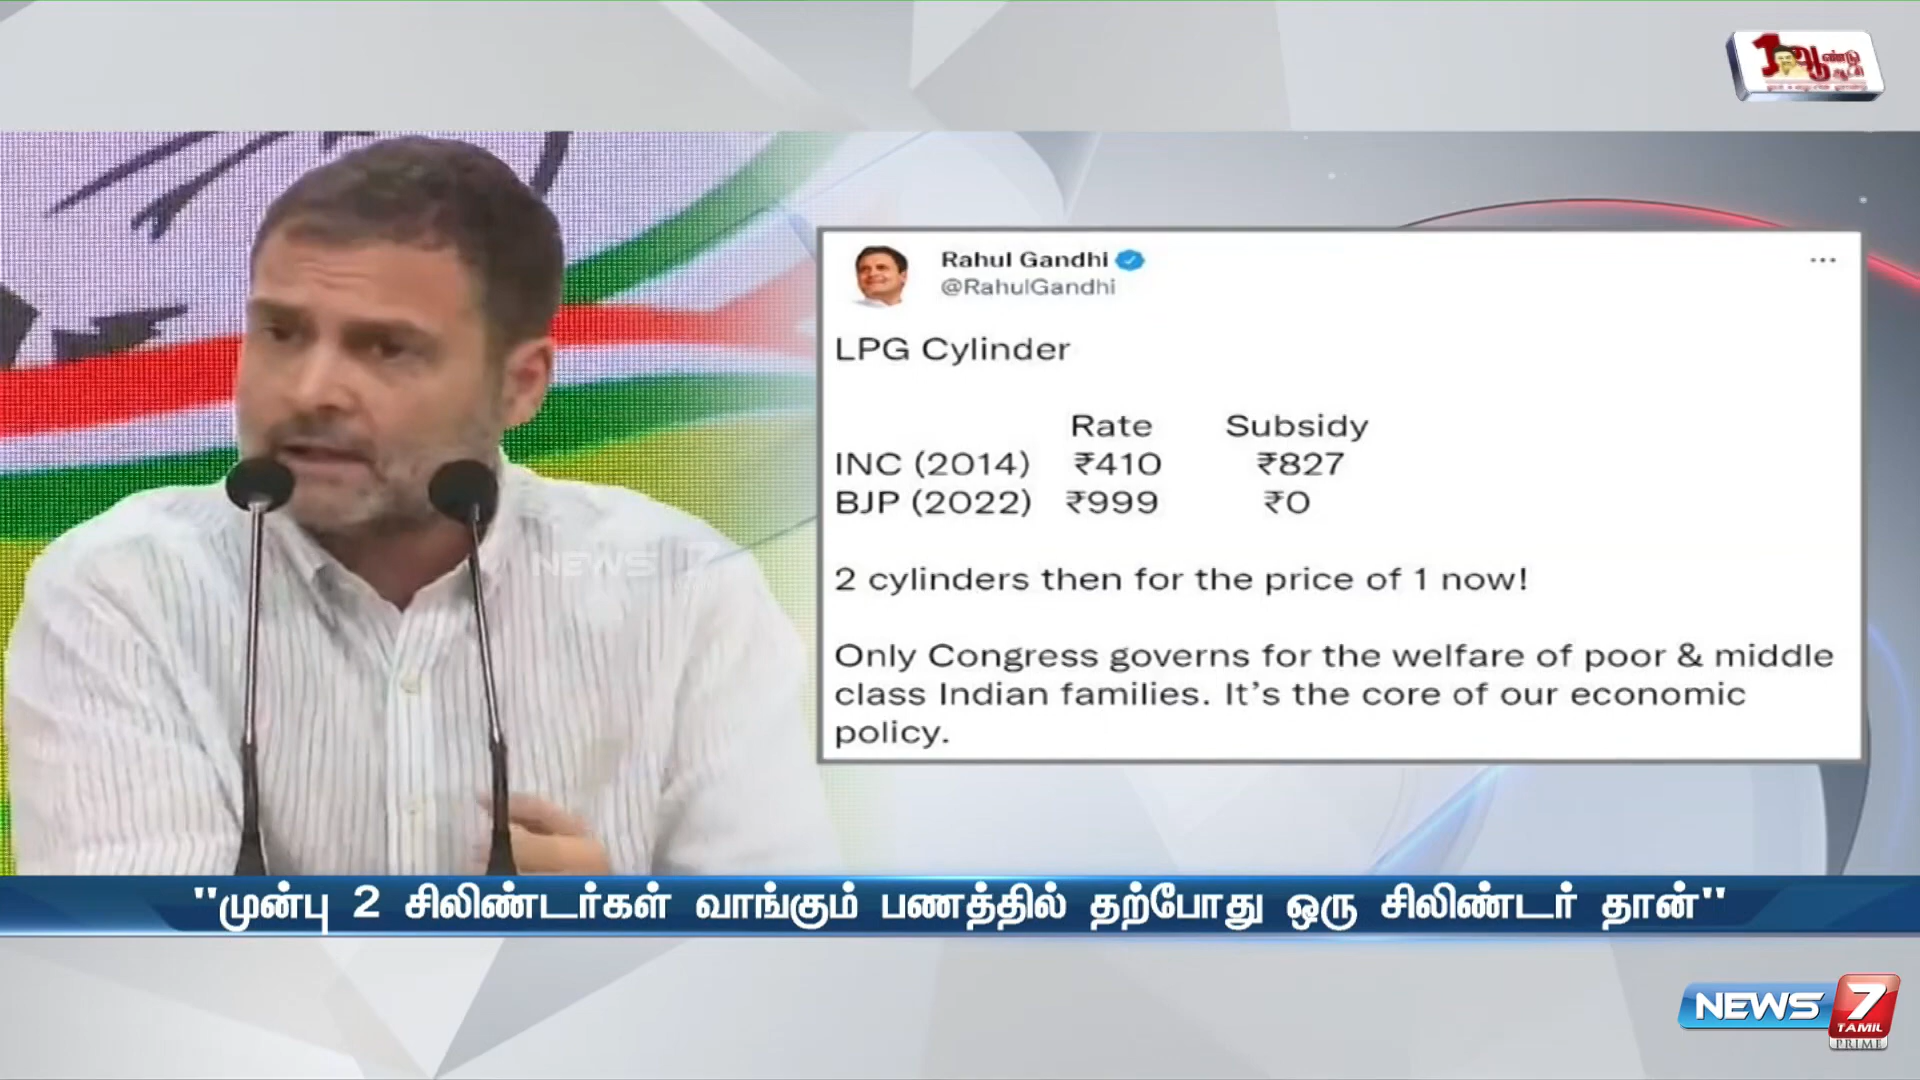 Rahul Gandhi
@RahulGandhi
LPG Cylinder
Rate Subsidy
INC (2014) ₹410 ₹827
BJP (2022) ₹999 ₹0
2 cylinders then for the price of 1 now!
Only Congress governs for the welfare of poor & middle
class Indian families. It's the core of our economic
policy.
NEWS 7
"முன்பு 2 சிலிண்டர்கள் வாங்கும் பணத்தில் தற்போது ஒரு சிலிண்டர் தான்"
NEWS 7
TAMIL
PRIME